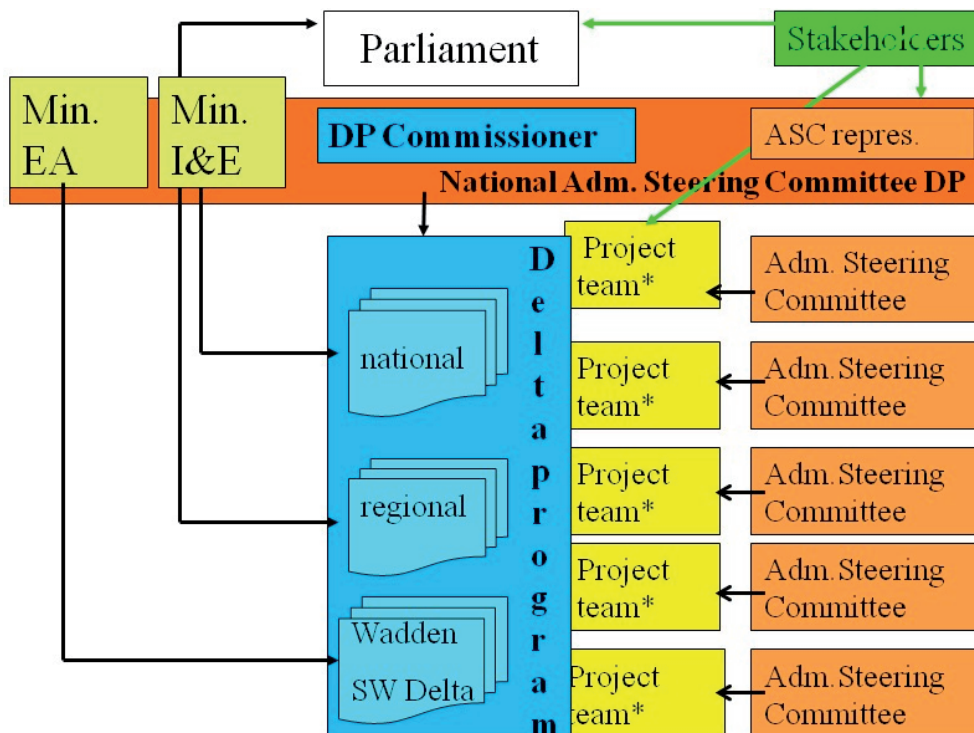 Parliament
Stakeholders
Min.
EA
Min.
I&E
DP Commissioner
ASC repres.
National Adm. Steering Committee DP
Deltaprogram
national
regional
Wadden
SW Delta
Project
team*
Adm. Steering
Committee
Project
team*
Adm. Steering
Committee
Project
team*
Adm. Steering
Committee
Project
team*
Adm. Steering
Committee
Project
team*
Adm. Steering
Committee